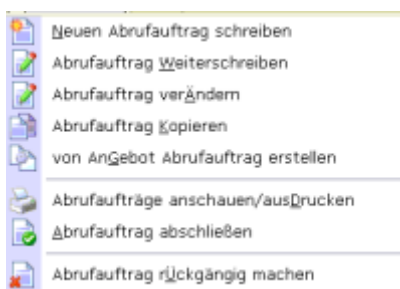 Neuen Abrufauftrag schreiben
Abrufauftrag Weiterschreiben
Abrufauftrag verÄndern
Abrufauftrag Kopieren
von AnGebot Abrufauftrag erstellen
Abrufaufträge anschauen/ausDrucken
Abrufauftrag abschließen
Abrufauftrag rÜckgängig machen